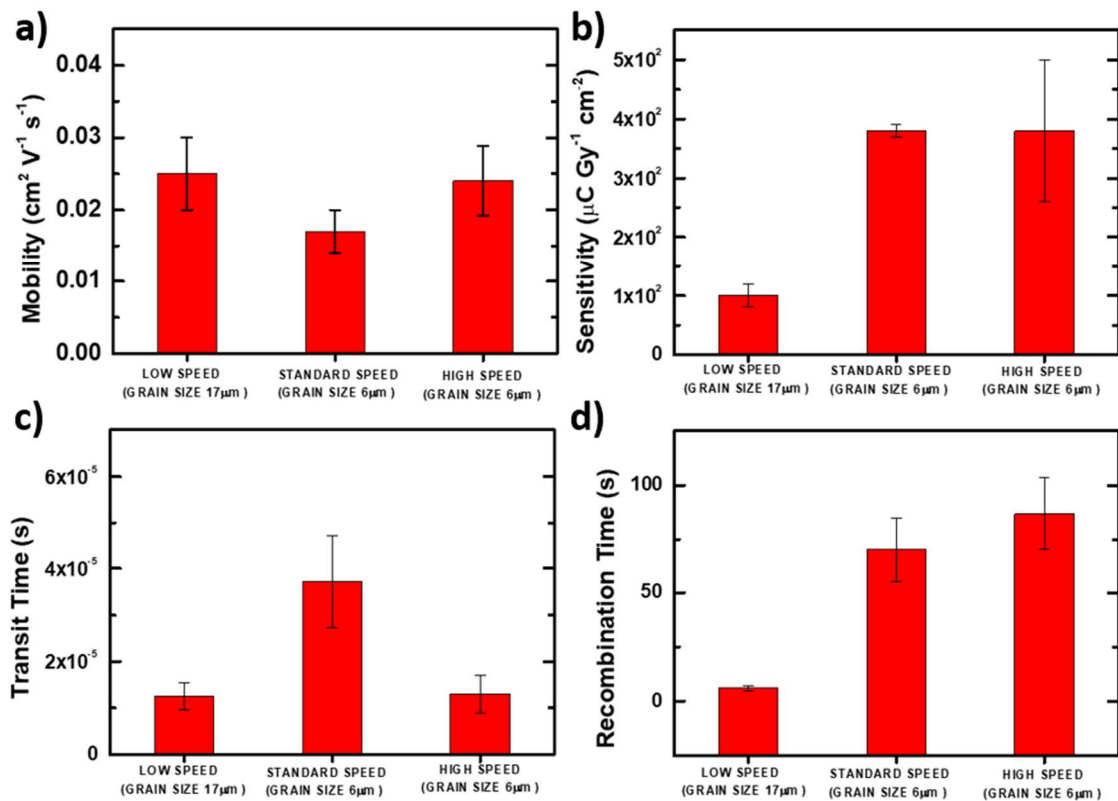 a)
Mobility (cm² V⁻¹ s⁻¹)
0.04
0.03
0.02
0.01
0.00
LOW SPEED
(GRAIN SIZE 17μm )
STANDARD SPEED
(GRAIN SIZE 6μm )
HIGH SPEED
(GRAIN SIZE 6μm )
b)
Sensitivity (μC Gy⁻¹ cm⁻²)
5x10²
4x10²
3x10²
2x10²
1x10²
0
LOW SPEED
(GRAIN SIZE 17μm )
STANDARD SPEED
(GRAIN SIZE 6μm )
HIGH SPEED
(GRAIN SIZE 6μm )
c)
Transit Time (s)
6x10⁻⁵
4x10⁻⁵
2x10⁻⁵
0
LOW SPEED
(GRAIN SIZE 17μm )
STANDARD SPEED
(GRAIN SIZE 6μm )
HIGH SPEED
(GRAIN SIZE 6μm )
d)
Recombination Time (s)
100
50
0
LOW SPEED
(GRAIN SIZE 17μm )
STANDARD SPEED
(GRAIN SIZE 6μm )
HIGH SPEED
(GRAIN SIZE 6μm )